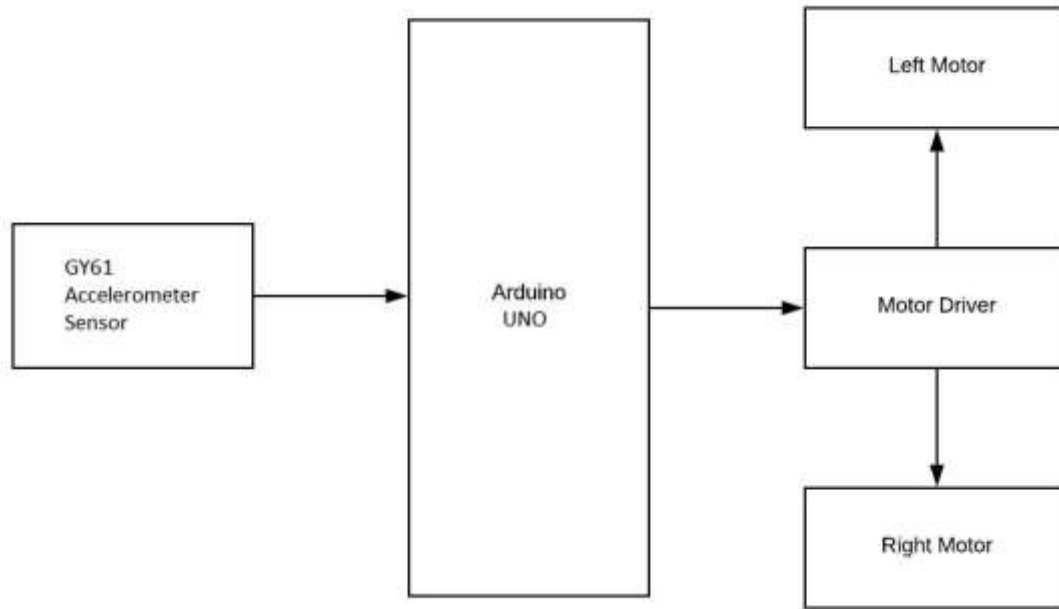 Left Motor
GY61
Accelerometer
Sensor
Arduino
UNO
Motor Driver
Right Motor